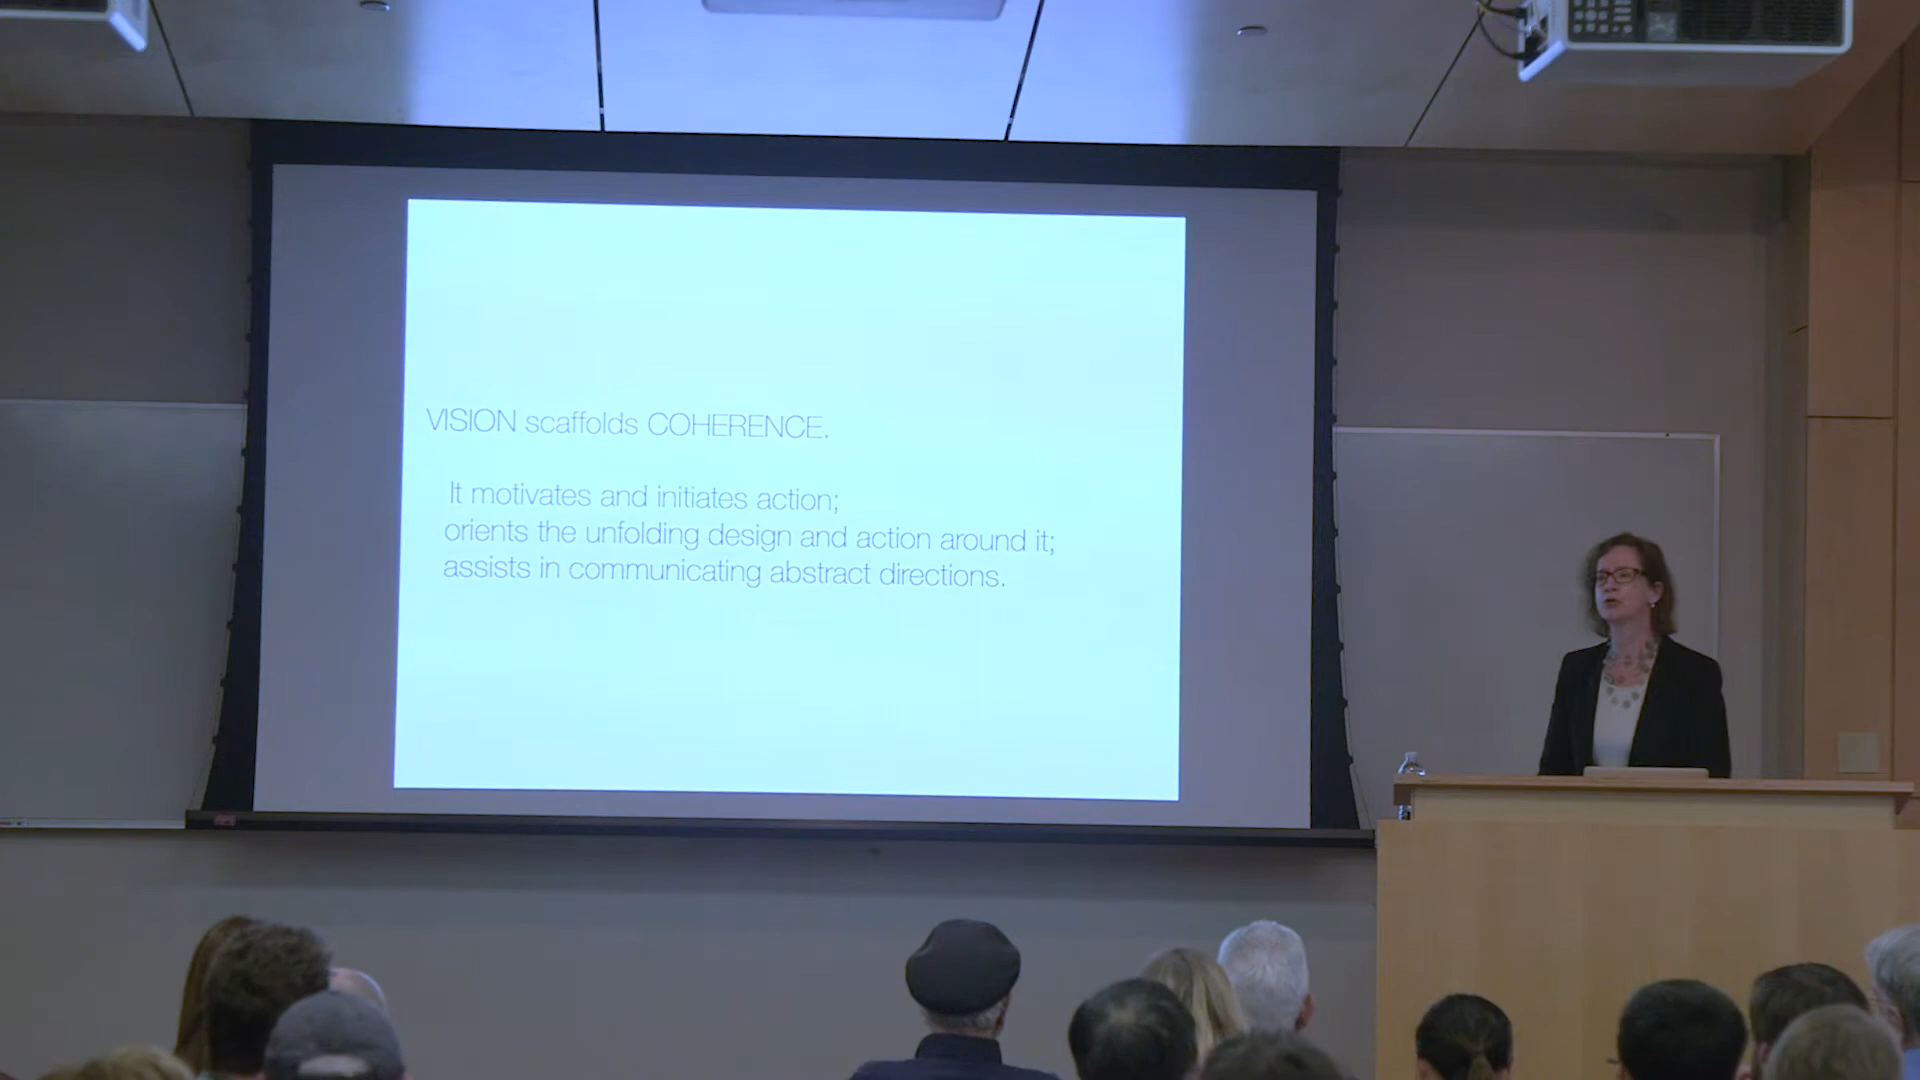 VISION scaffolds COHERENCE.
It motivates and initiates action;
orients the unfolding design and action around it;
assists in communicating abstract directions.